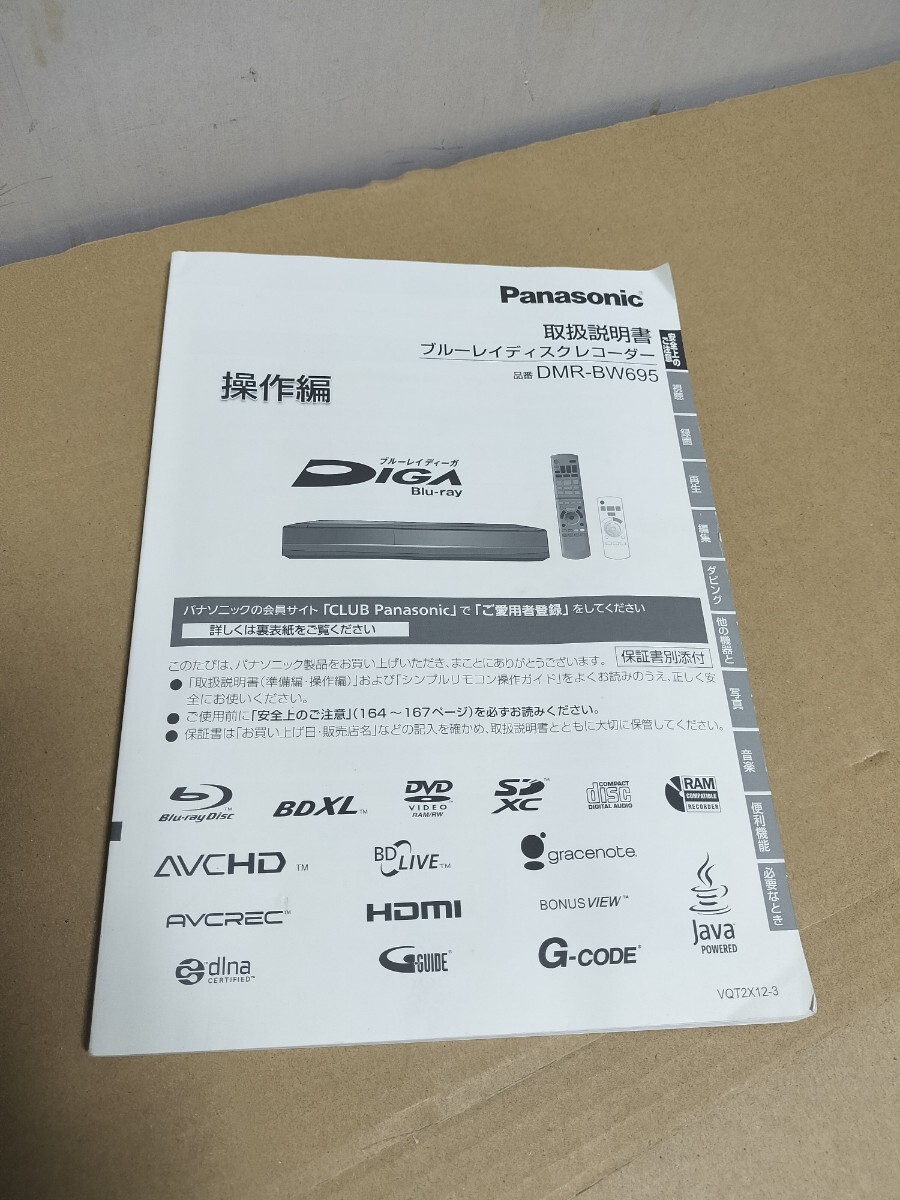 Panasonic®
取扱説明書
ブルーレイディスクレコーダー
品番 DMR-BW695
操作編
ブルーレイディーガ
DIGA
Blu-ray
パナソニックの会員サイト「CLUB Panasonic」で「ご愛用者登録」をしてください
詳しくは裏表紙をご覧ください
このたびは、パナソニック製品をお買い上げいただき、まことにありがとうございます。
保証書別添付
●「取扱説明書(準備編・操作編)」および「シンプルリモコン操作ガイド」をよくお読みのうえ、正しく安
全にお使いください。
● ご使用前に「安全上のご注意」(164～167ページ)を必ずお読みください。
● 保証書は「お買い上げ日・販売店名」などの記入を確かめ、取扱説明書とともに大切に保管してください。
Blu-ray Disc™
BDXL™
DVD
VIDEO
RAM/RW
SD
XC™
COMPACT
disc
DIGITAL AUDIO
RAM
COMPATIBLE
RECORDER
AVCHD™
BD LIVE™
gracenote®
AVCREC™
HDMI
BONUSVIEW™
Java
POWERED
dlna™
CERTIFIED™
G-GUIDE®
G-CODE®
VQT2X12-3
安全上の
ご注意
視聴
録画
再生
編集
ダビング
他の機器と
写真
音楽
便利機能
必要なとき